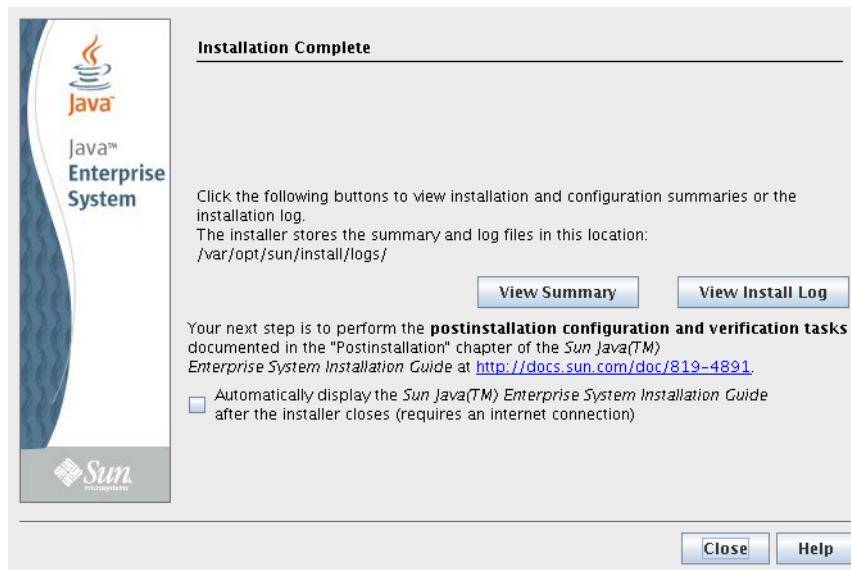 Java™
Java™
Enterprise
System
Sun
microsystems
Installation Complete
Click the following buttons to view installation and configuration summaries or the
installation log.
The installer stores the summary and log files in this location:
/var/opt/sun/install/logs/
View Summary
View Install Log
Your next step is to perform the postinstallation configuration and verification tasks
documented in the "Postinstallation" chapter of the Sun Java(TM)
Enterprise System Installation Guide at http://docs.sun.com/doc/819-4891.
Automatically display the Sun Java(TM) Enterprise System Installation Guide
after the installer closes (requires an internet connection)
Close
Help